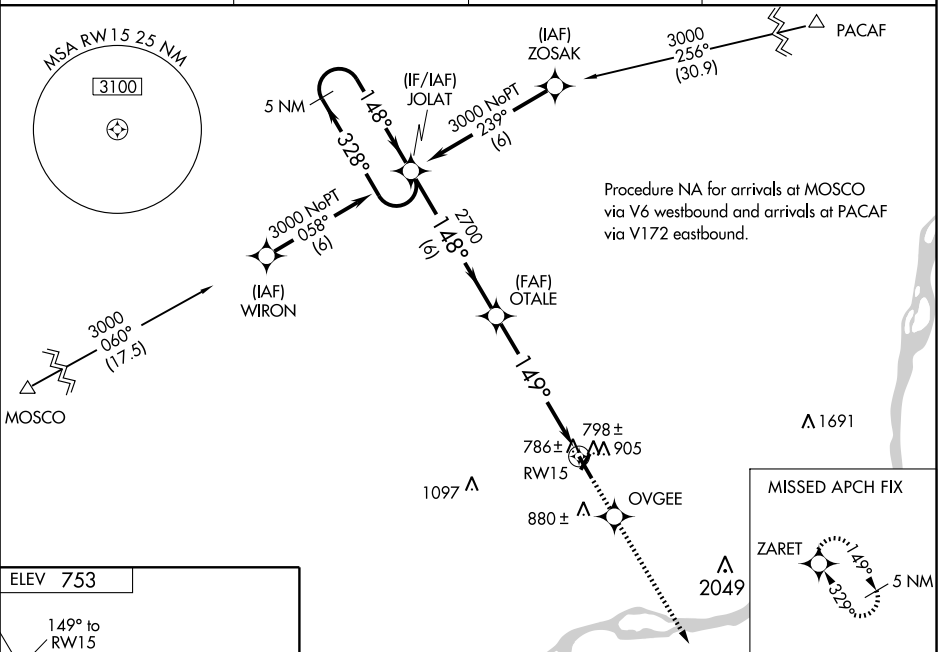 MSA RW15 25 NM
3100
5 NM
148°
328°
(IF/IAF)
JOLAT
(IAF)
ZOSAK
3000
256°
(30.9)
PACAF
3000 NoPT
239°
(6)
Procedure NA for arrivals at MOSCO
via V6 westbound and arrivals at PACAF
via V172 eastbound.
3000 NoPT
058°
(6)
(IAF)
WIRON
2700
148°
(6)
(FAF)
OTALE
3000
060°
(17.5)
MOSCO
149°
1691
798 ±
786 ±
905
RW15
1097
880 ±
OVGEE
2049
MISSED APCH FIX
ZARET
149°
329°
5 NM
ELEV 753
149° to
RW15